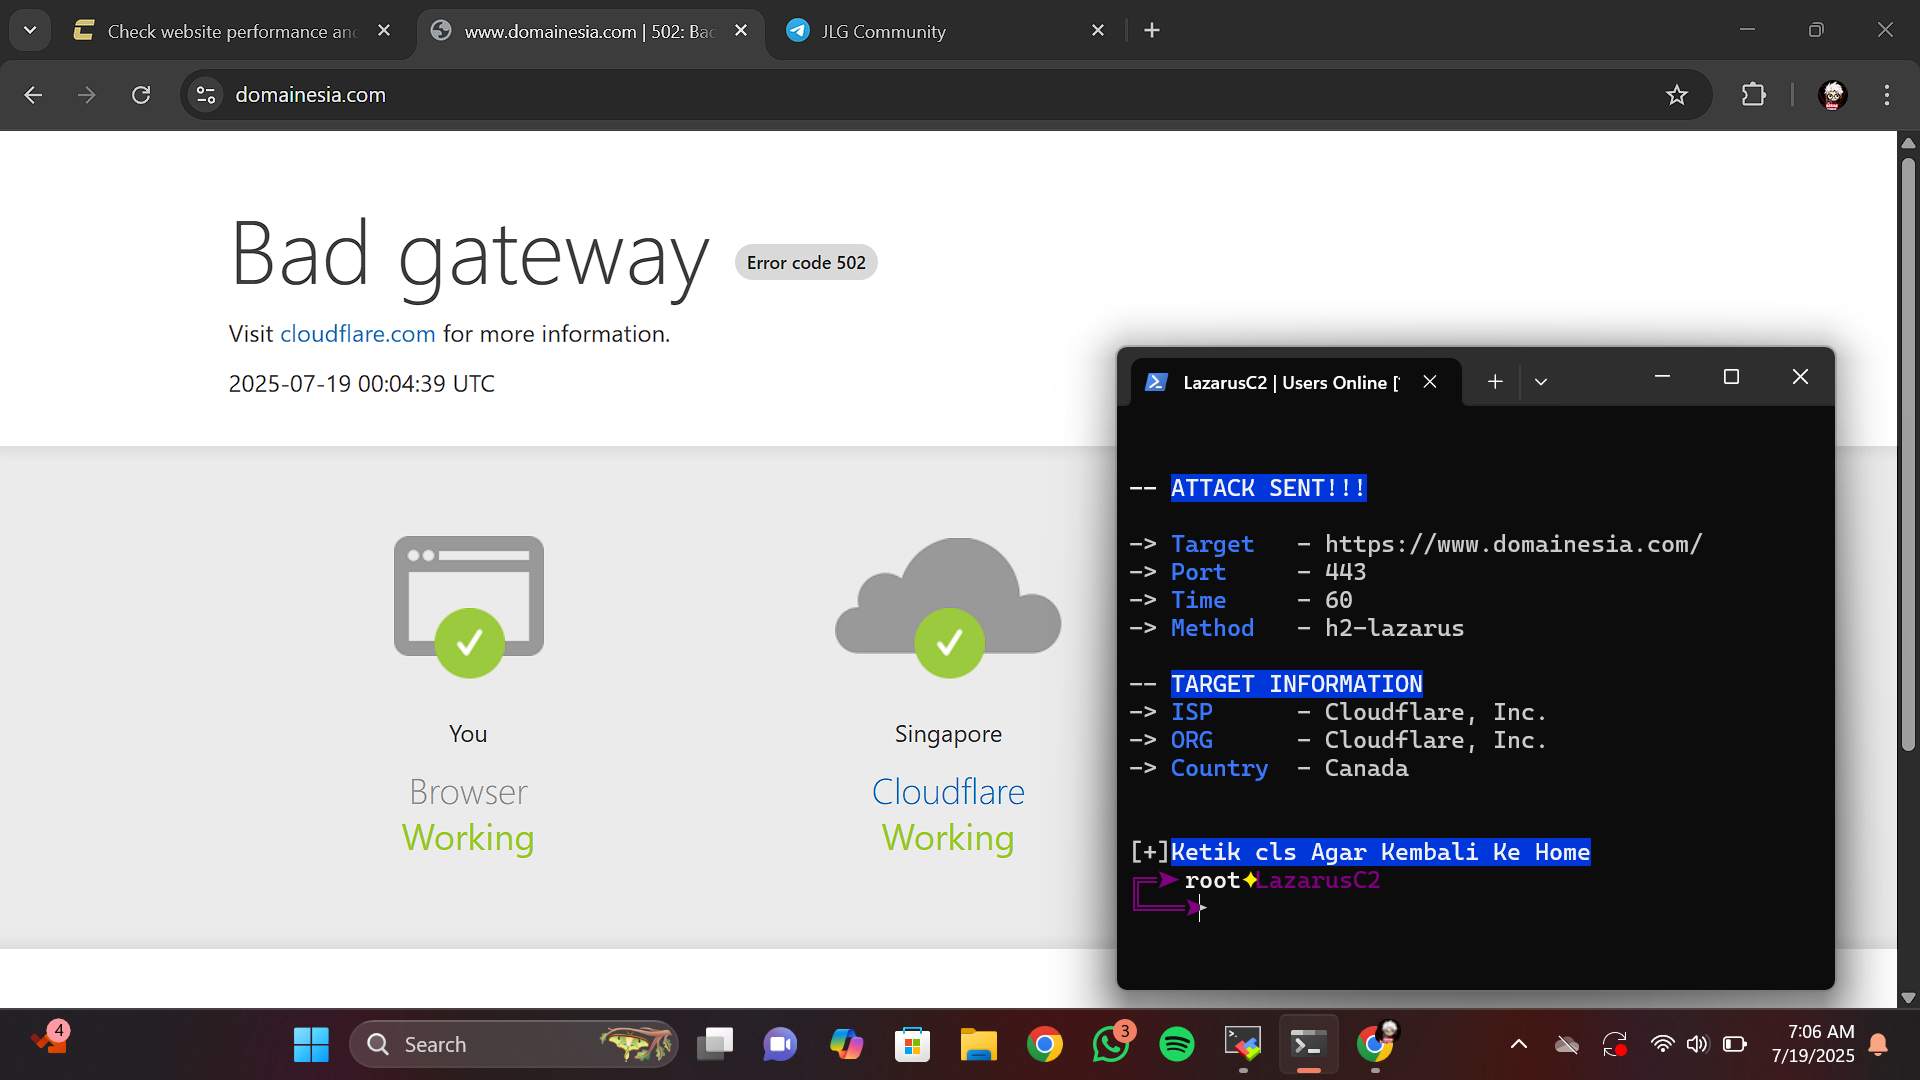 Check website performance and
www.domainesia.com | 502: Bad
JLG Community
domainesia.com
Bad gateway
Error code 502
Visit cloudflare.com for more information.
2025-07-19 00:04:39 UTC
You
Browser
Working
Singapore
Cloudflare
Working
LazarusC2 | Users Online [
-- ATTACK SENT!!!
-> Target - https://www.domainesia.com/
-> Port - 443
-> Time - 60
-> Method - h2-lazarus
-- TARGET INFORMATION
-> ISP - Cloudflare, Inc.
-> ORG - Cloudflare, Inc.
-> Country - Canada
[+]Ketik cls Agar Kembali Ke Home
root✦LazarusC2
4
Search
3
7:06 AM
7/19/2025